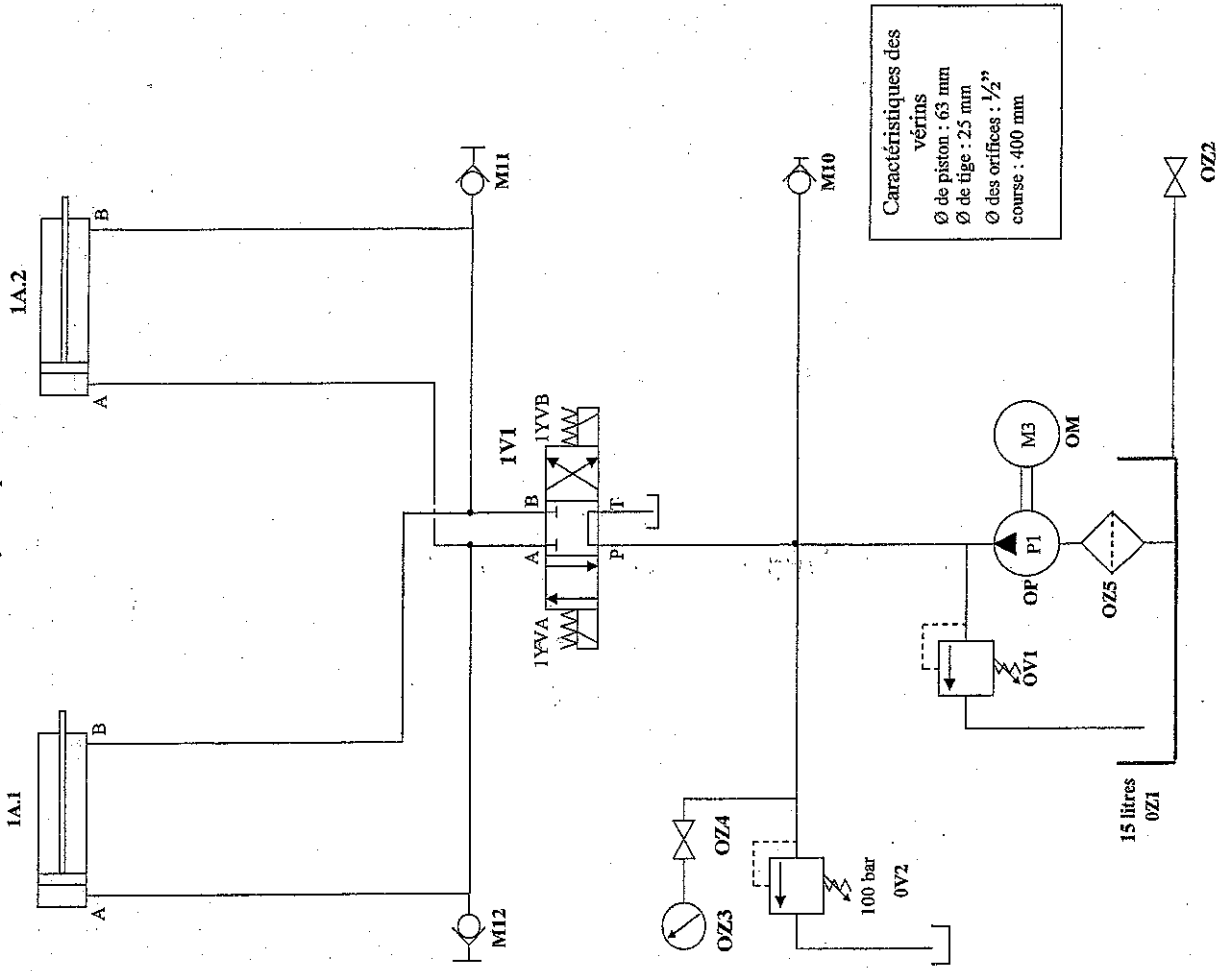 1A.1
A
B
1A.2
A
B
M12
M11
1V1
1YVA
A
B
1YVB
P
T
OZ3
OZ4
100 bar
0V2
M10
Caractéristiques des
vérins
Ø de piston : 63 mm
Ø de tige : 25 mm
Ø des orifices : ½”
course : 400 mm
OV1
OP
P1
M3
OM
OZ5
15 litres
0Z1
OZ2